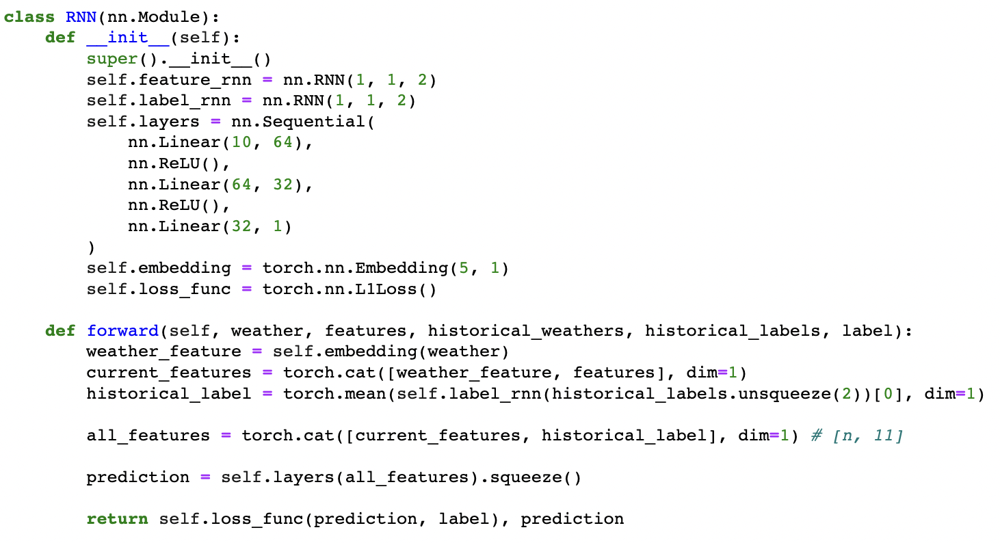 class RNN(nn.Module):
    def __init__(self):
        super().__init__()
        self.feature_rnn = nn.RNN(1, 1, 2)
        self.label_rnn = nn.RNN(1, 1, 2)
        self.layers = nn.Sequential(
            nn.Linear(10, 64),
            nn.ReLU(),
            nn.Linear(64, 32),
            nn.ReLU(),
            nn.Linear(32, 1)
        )
        self.embedding = torch.nn.Embedding(5, 1)
        self.loss_func = torch.nn.L1Loss()

    def forward(self, weather, features, historical_weathers, historical_labels, label):
        weather_feature = self.embedding(weather)
        current_features = torch.cat([weather_feature, features], dim=1)
        historical_label = torch.mean(self.label_rnn(historical_labels.unsqueeze(2))[0], dim=1)

        all_features = torch.cat([current_features, historical_label], dim=1) # [n, 11]

        prediction = self.layers(all_features).squeeze()

        return self.loss_func(prediction, label), prediction